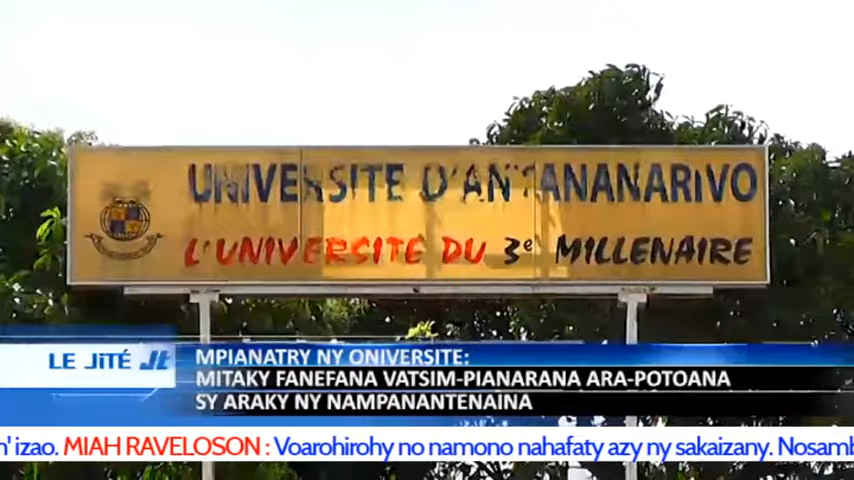 UNIVERSITE D'ANTANANARIVO
L'UNIVERSITÉ DU 3e MILLENAIRE
LE JiTÉ Jt
MPIANATRY NY ONIVERSITE:
MITAKY FANEFANA VATSIM-PIANARANA ARA-POTOANA
SY ARAKY NY NAMPANANTENAINA
n' izao. MIAH RAVELOSON : Voarohirohy no namono nahafaty azy ny sakaizany. Nosamb